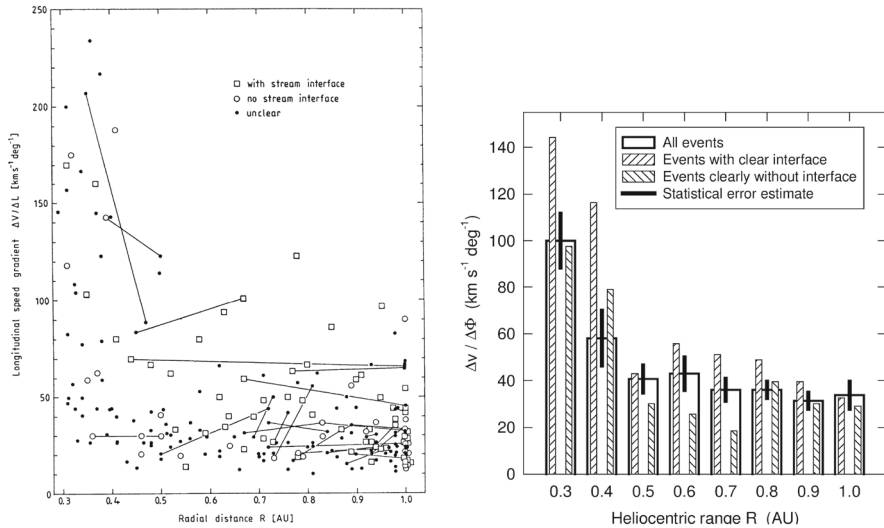 250
200
150
100
50
0
0.3
0.4
0.5
0.6
0.7
0.8
0.9
1.0
Longitudinal speed gradient ΔV/ΔL [km s⁻¹ deg⁻¹]
Radial distance R [AU]
with stream interface
no stream interface
unclear
140
120
100
80
60
40
20
0
0.3
0.4
0.5
0.6
0.7
0.8
0.9
1.0
Δv / ΔΦ (km s⁻¹ deg⁻¹)
Heliocentric range R (AU)
All events
Events with clear interface
Events clearly without interface
Statistical error estimate